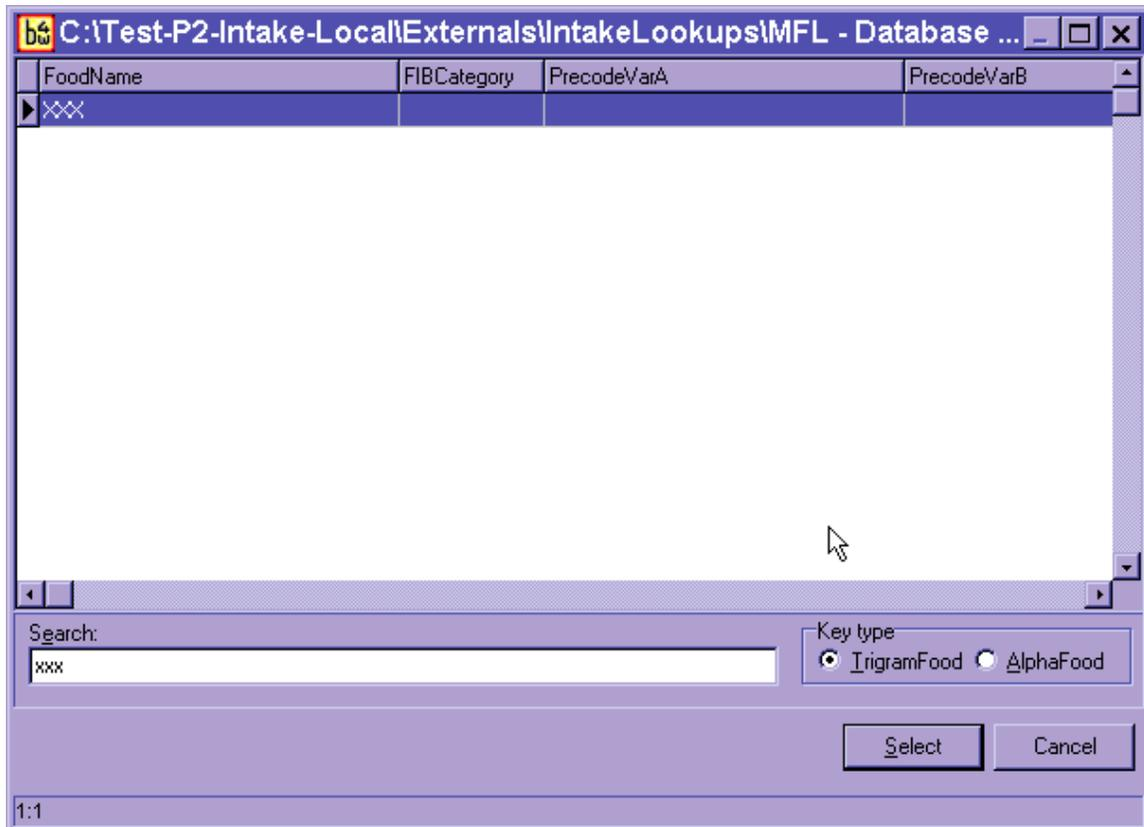 C:\Test-P2-Intake-Local\Externals\IntakeLookups\MFL - Database ...
FoodName FIBCategory PrecodeVarA PrecodeVarB
XXX
Search:
xxx
Key type
TrigramFood AlphaFood
Select Cancel
1:1